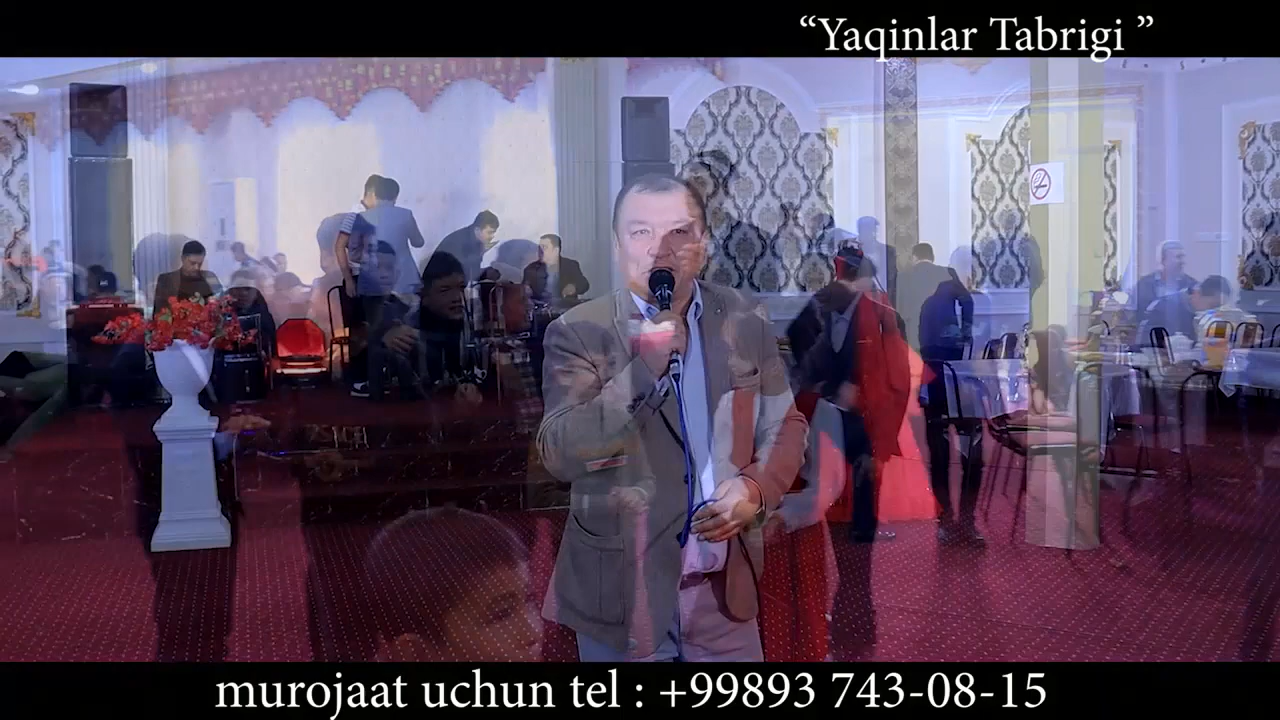 “Yaqinlar Tabrigi ”
murojaat uchun tel : +99893 743-08-15